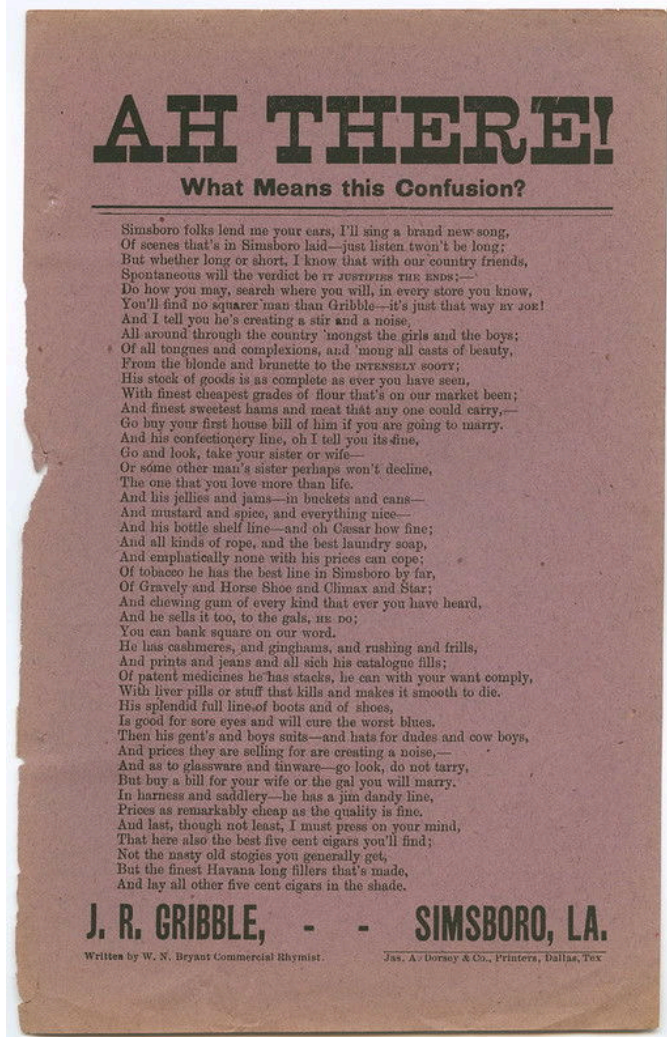 AH THERE!
What Means this Confusion?
Simsboro folks lend me your ears, I'll sing a brand new song,
Of scenes that's in Simsboro laid—just listen twon't be long;
But whether long or short, I know that with our country friends,
Spontaneous will the verdict be IT JUSTIFIES THE ENDS;—
Do how you may, search where you will, in every store you know,
You'll find no squarer man than Gribble—it's just that way BY JOE!
And I tell you he's creating a stir and a noise,
All around through the country 'mongst the girls and the boys;
Of all tongues and complexions, and 'mong all casts of beauty,
From the blonde and brunette to the INTENSELY SOOTY;
His stock of goods is as complete as ever you have seen,
With finest cheapest grades of flour that's on our market been;
And finest sweetest hams and meat that any one could carry,—
Go buy your first house bill of him if you are going to marry.
And his confectionery line, oh I tell you its fine,
Go and look, take your sister or wife—
Or some other man's sister perhaps won't decline,
The one that you love more than life.
And his jellies and jams—in buckets and cans—
And mustard and spice, and everything nice—
And his bottle shelf line—and oh Cæsar how fine;
And all kinds of rope, and the best laundry soap,
And emphatically none with his prices can cope;
Of tobacco he has the best line in Simsboro by far,
Of Gravely and Horse Shoe and Climax and Star;
And chewing gum of every kind that ever you have heard,
And he sells it too, to the gals, HE DO;
You can bank square on our word.
He has cashmeres, and ginghams, and rushing and frills,
And prints and jeans and all sich his catalogue fills;
Of patent medicines he has stacks, he can with your want comply,
With liver pills or stuff that kills and makes it smooth to die.
His splendid full line of boots and of shoes,
Is good for sore eyes and will cure the worst blues.
Then his gent's and boys suits—and hats for dudes and cow boys,
And prices they are selling for are creating a noise,—
And as to glassware and tinware—go look, do not tarry,
But buy a bill for your wife or the gal you will marry.
In harness and saddlery—he has a jim dandy line,
Prices as remarkably cheap as the quality is fine.
And last, though not least, I must press on your mind,
That here also the best five cent cigars you'll find;
Not the nasty old stogies you generally get,
But the finest Havana long fillers that's made,
And lay all other five cent cigars in the shade.
J. R. GRIBBLE, - - SIMSBORO, LA.
Written by W. N. Bryant Commercial Rhymist. Jas. A. Dorsey & Co., Printers, Dallas, Tex